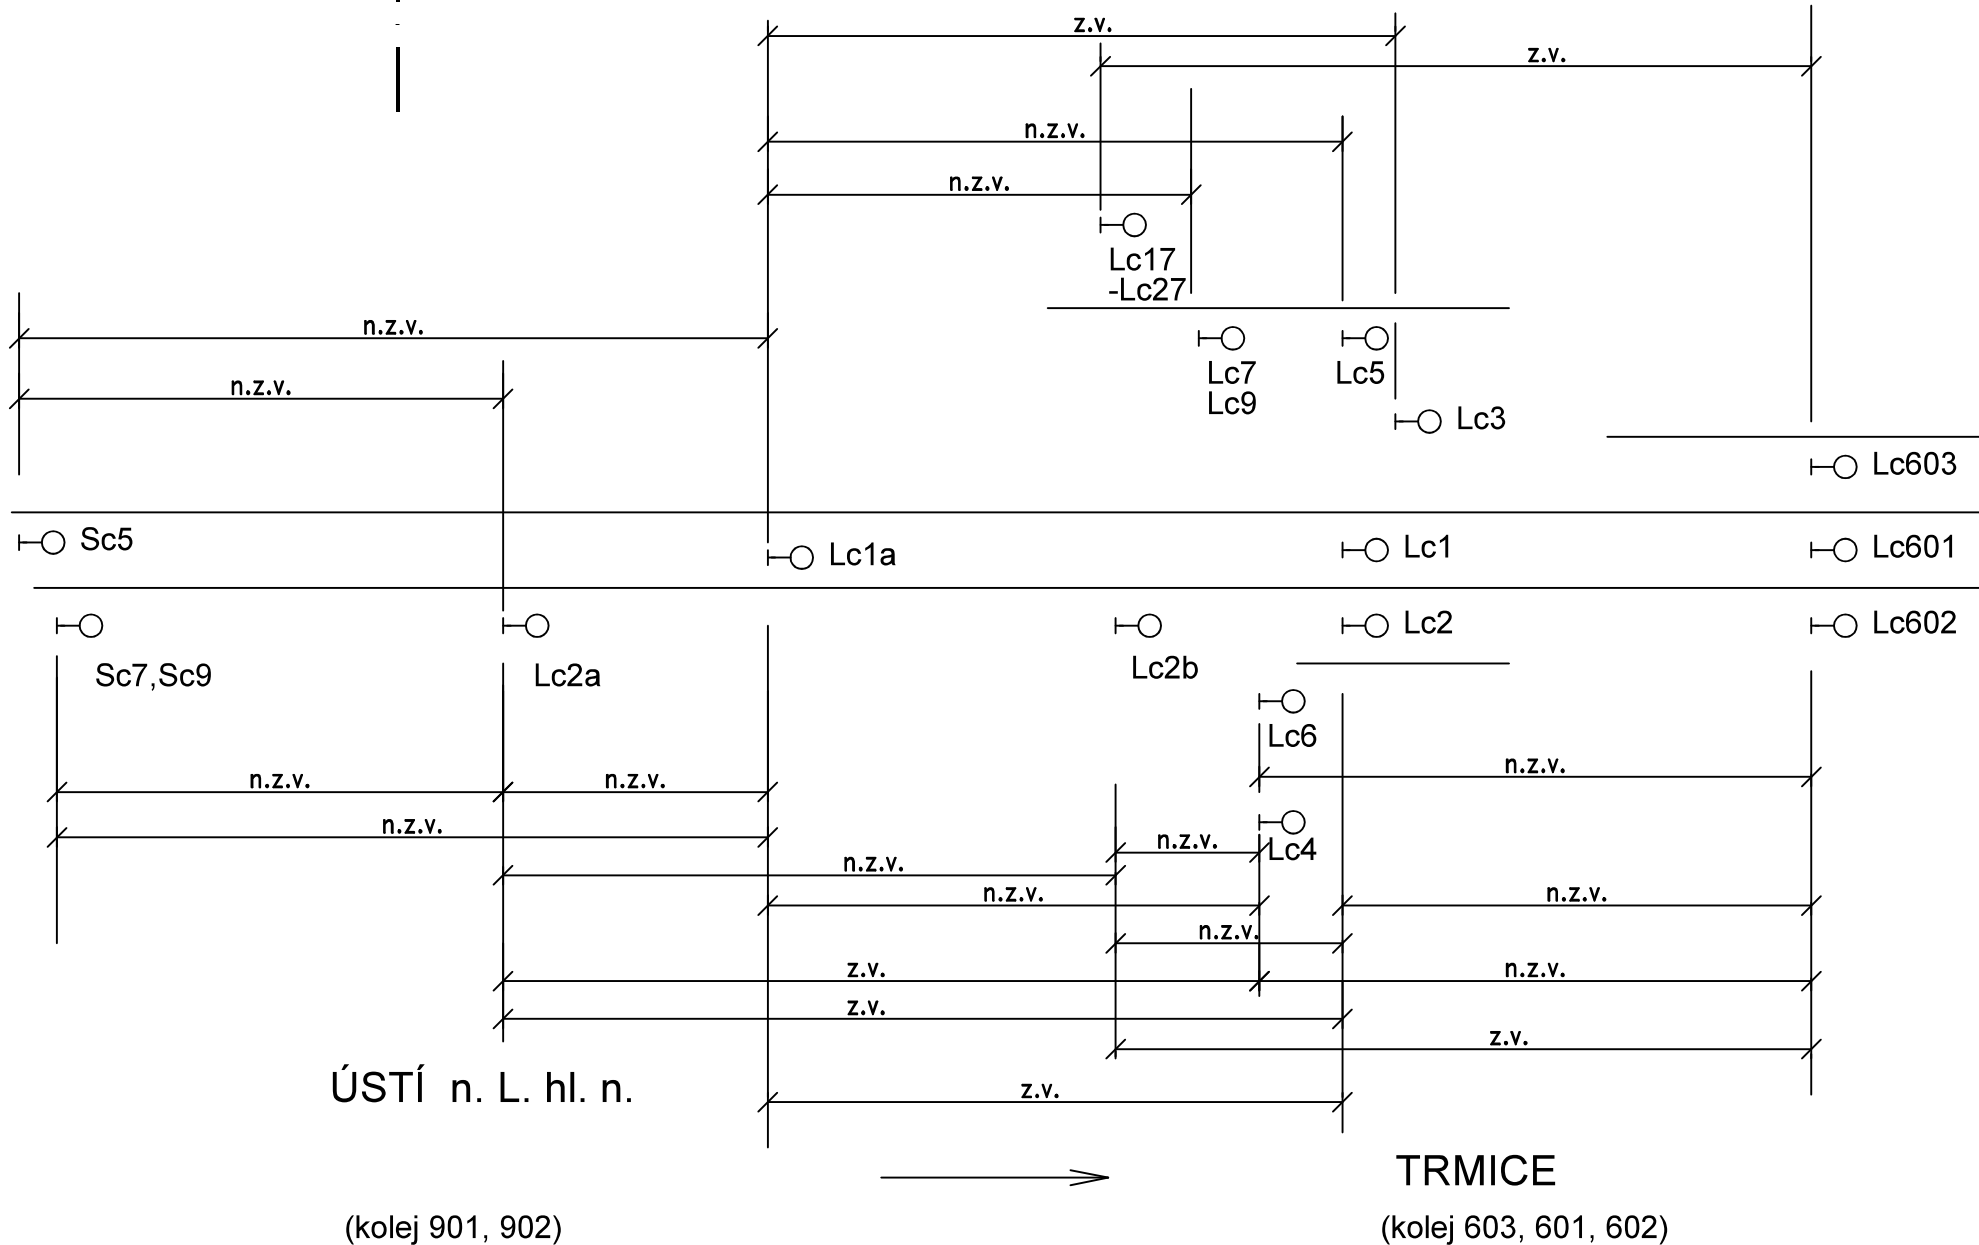 z.v.
z.v.
n.z.v.
n.z.v.
Lc17
-Lc27
n.z.v.
Lc7
Lc9
Lc5
n.z.v.
Lc3
Lc603
Sc5
Lc1a
Lc1
Lc601
Lc2
Lc602
Sc7,Sc9
Lc2a
Lc2b
Lc6
n.z.v.
n.z.v.
n.z.v.
n.z.v.
n.z.v.
Lc4
n.z.v.
n.z.v.
n.z.v.
n.z.v.
z.v.
n.z.v.
z.v.
z.v.
ÚSTÍ n. L. hl. n.
z.v.
TRMICE
(kolej 901, 902)
(kolej 603, 601, 602)